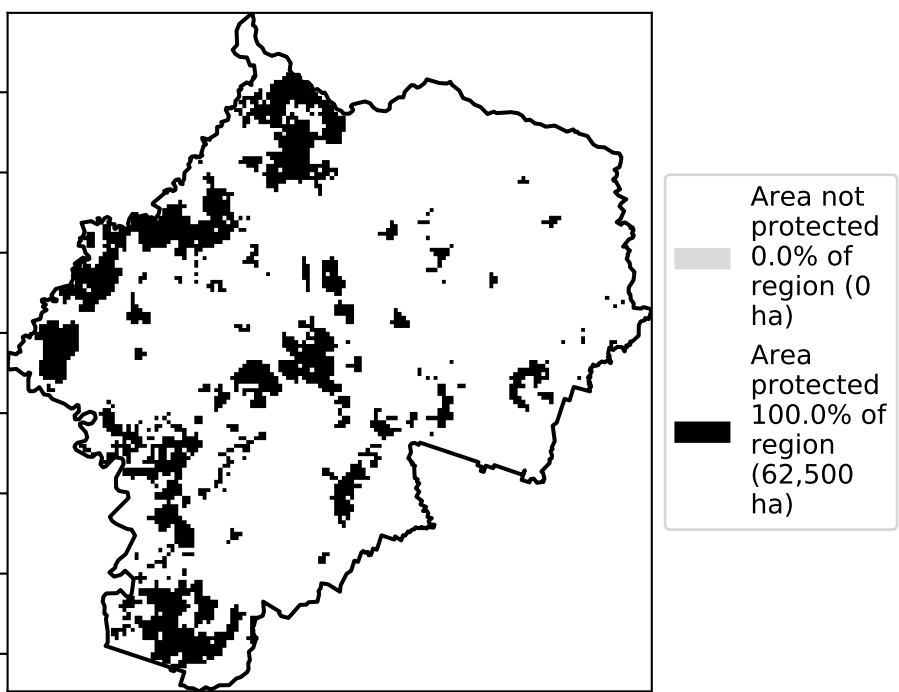 Area not
protected
0.0% of
region (0
ha)
Area
protected
100.0% of
region
(62,500
ha)